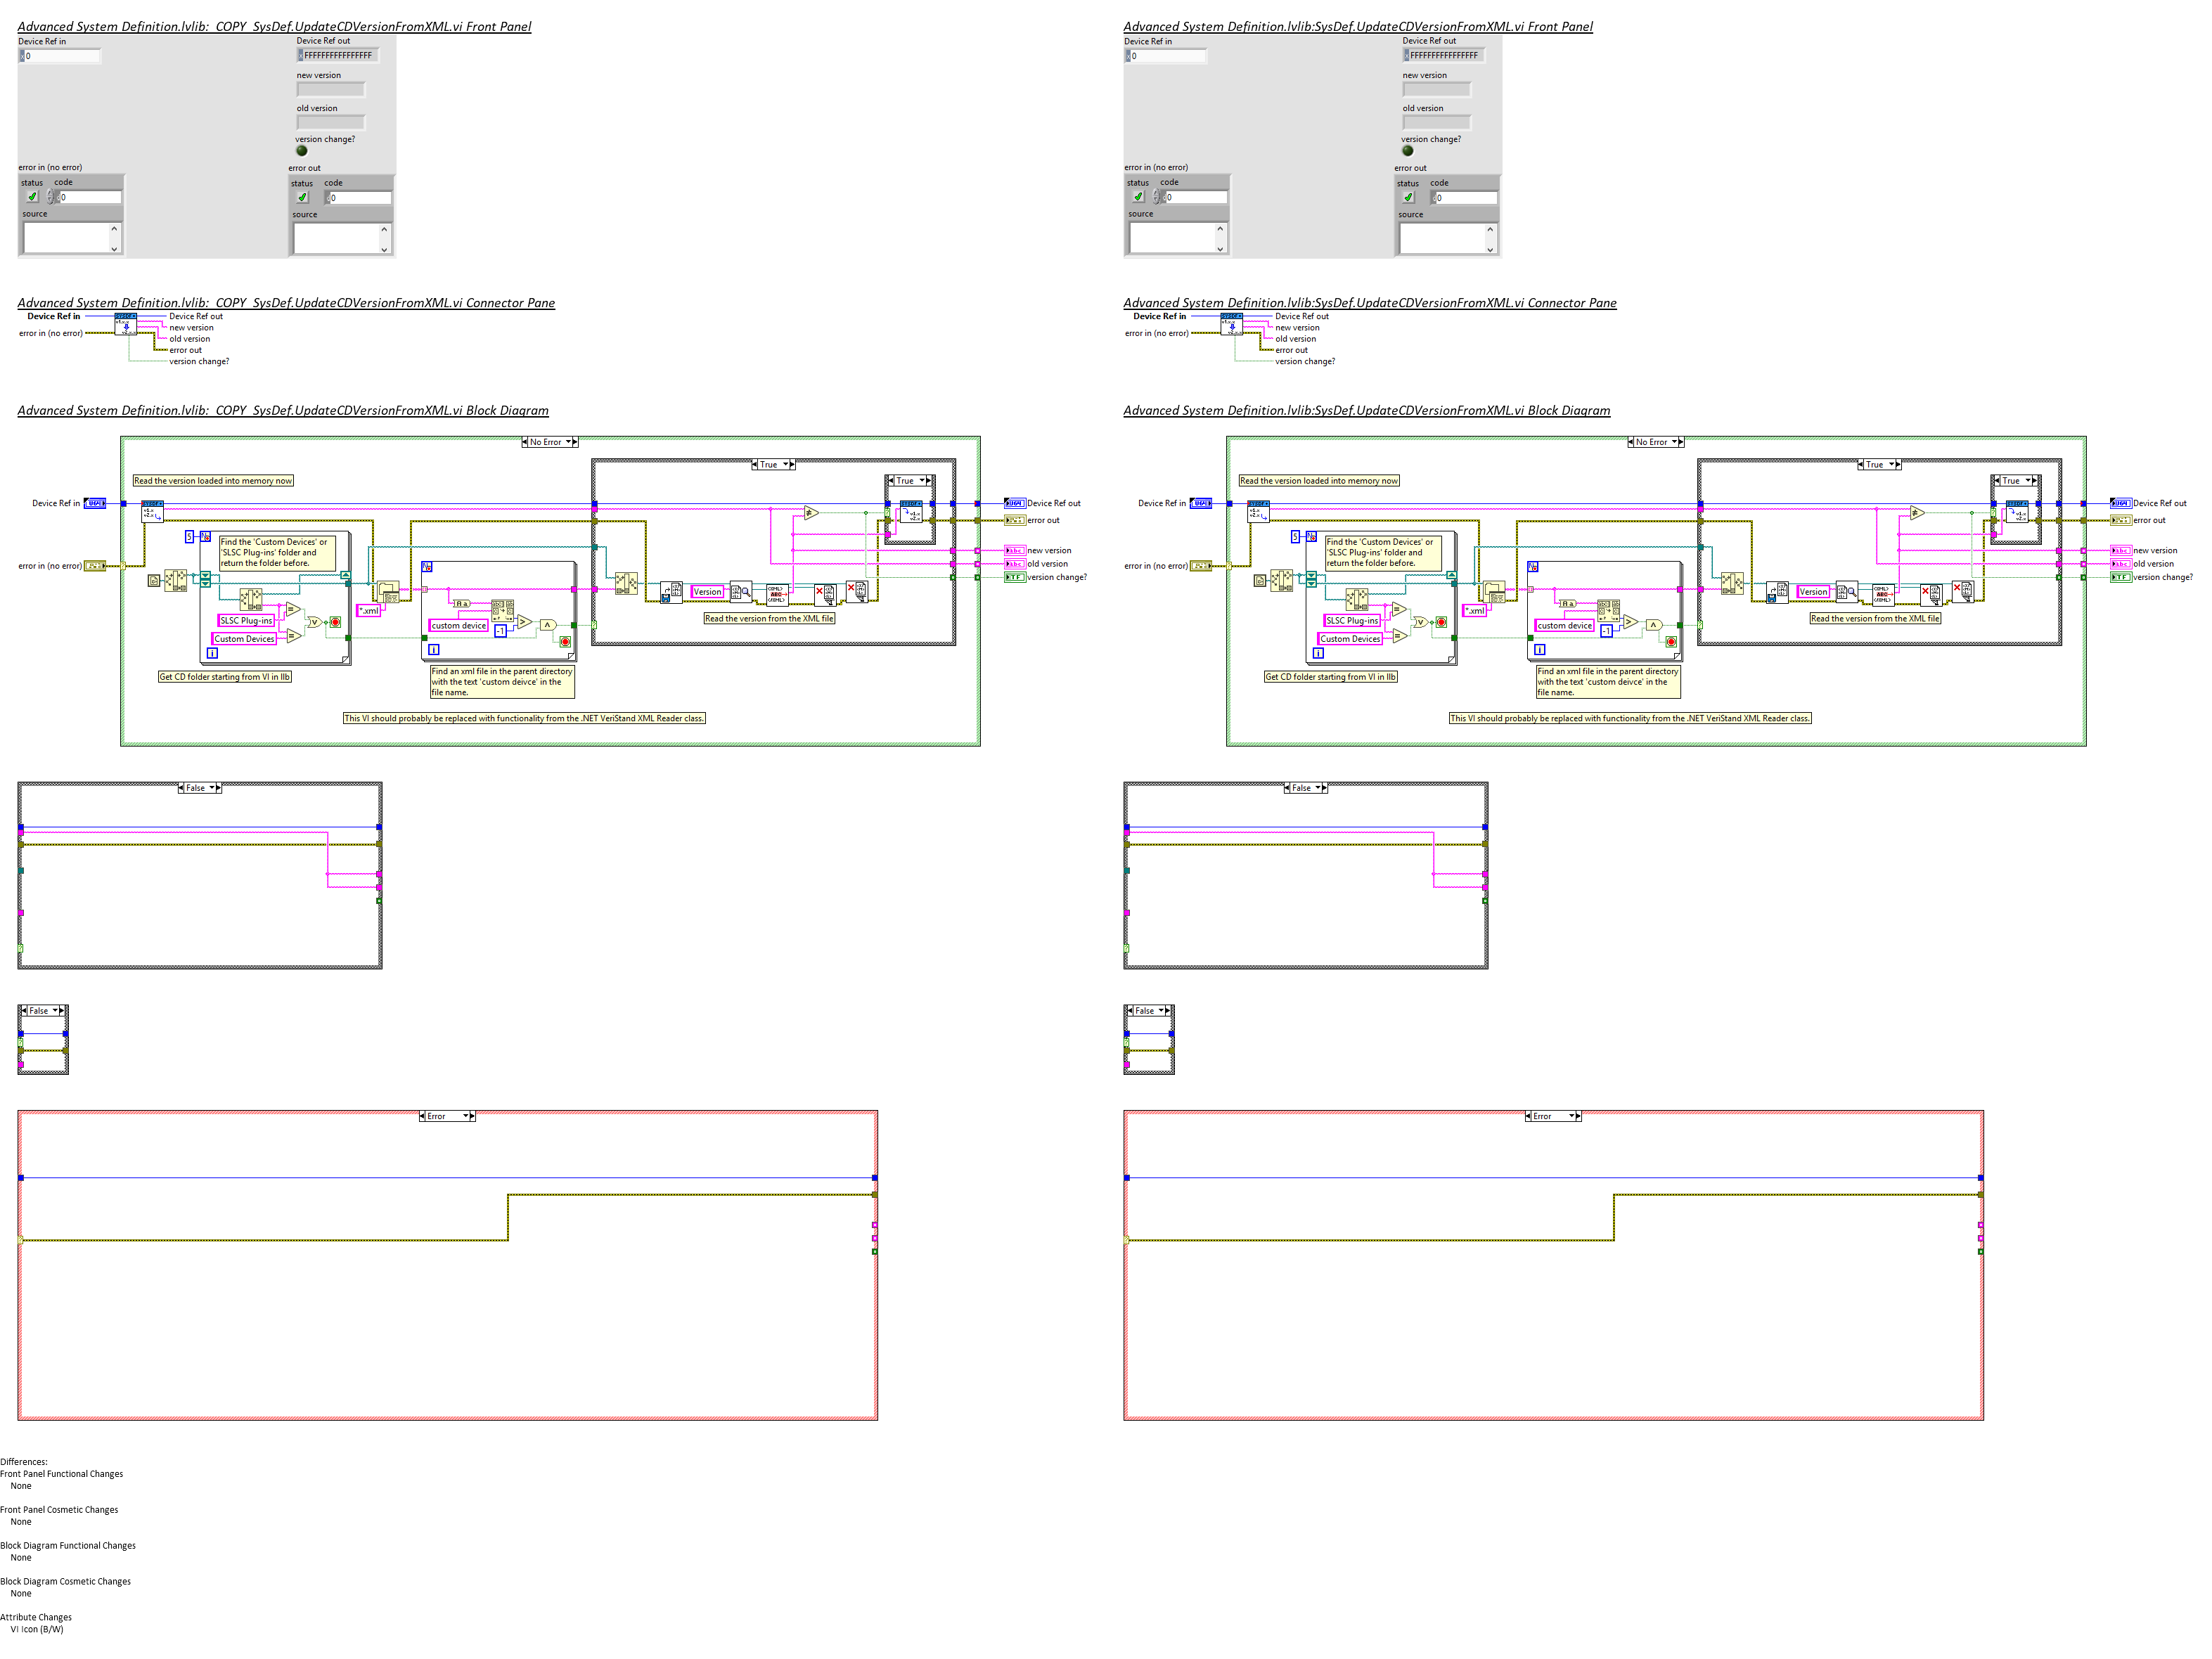 Advanced System Definition.lvlib:_COPY_SysDef.UpdateCDVersionFromXML.vi Front Panel
Device Ref in
0
Device Ref out
FFFFFFFFFFFFFFFF
new version
old version
version change?
error in (no error)
status code
0
source
error out
status code
0
source
Advanced System Definition.lvlib:_COPY_SysDef.UpdateCDVersionFromXML.vi Connector Pane
Device Ref in
error in (no error)
Device Ref out
new version
old version
error out
version change?
Advanced System Definition.lvlib:_COPY_SysDef.UpdateCDVersionFromXML.vi Block Diagram
No Error
True
True
Read the version loaded into memory now
Device Ref in
error in (no error)
5
Find the 'Custom Devices' or
'SLSC Plug-ins' folder and
return the folder before.
SLSC Plug-ins
Custom Devices
i
Get CD folder starting from VI in llb
*.xml
custom device
-1
i
Find an xml file in the parent directory
with the text 'custom deivce' in the
file name.
Version
Read the version from the XML file
This VI should probably be replaced with functionality from the .NET VeriStand XML Reader class.
Device Ref out
error out
new version
old version
version change?
False
False
Error
Advanced System Definition.lvlib:SysDef.UpdateCDVersionFromXML.vi Front Panel
Device Ref in
0
Device Ref out
FFFFFFFFFFFFFFFF
new version
old version
version change?
error in (no error)
status code
0
source
error out
status code
0
source
Advanced System Definition.lvlib:SysDef.UpdateCDVersionFromXML.vi Connector Pane
Device Ref in
error in (no error)
Device Ref out
new version
old version
error out
version change?
Advanced System Definition.lvlib:SysDef.UpdateCDVersionFromXML.vi Block Diagram
No Error
True
True
Read the version loaded into memory now
Device Ref in
error in (no error)
5
Find the 'Custom Devices' or
'SLSC Plug-ins' folder and
return the folder before.
SLSC Plug-ins
Custom Devices
i
Get CD folder starting from VI in llb
*.xml
custom device
-1
i
Find an xml file in the parent directory
with the text 'custom deivce' in the
file name.
Version
Read the version from the XML file
This VI should probably be replaced with functionality from the .NET VeriStand XML Reader class.
Device Ref out
error out
new version
old version
version change?
False
False
Error
Differences:
Front Panel Functional Changes
None
Front Panel Cosmetic Changes
None
Block Diagram Functional Changes
None
Block Diagram Cosmetic Changes
None
Attribute Changes
VI Icon (B/W)